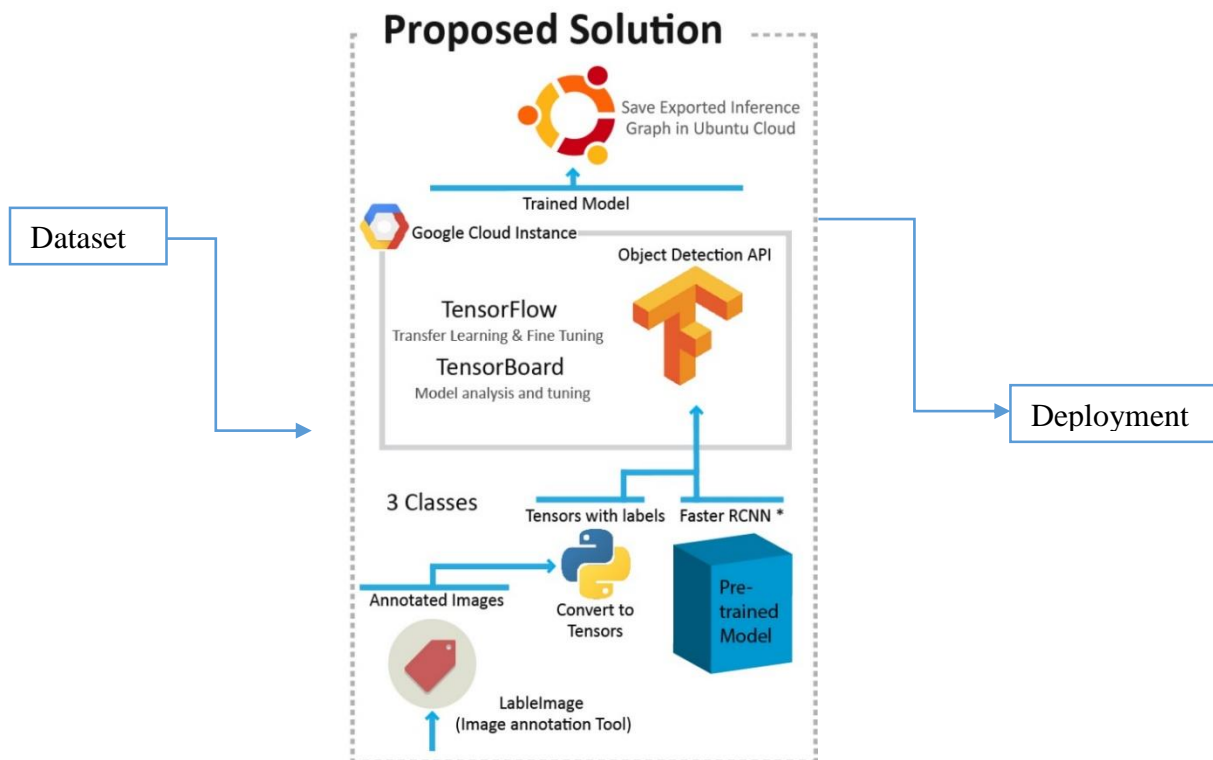 Proposed Solution
Save Exported Inference
Graph in Ubuntu Cloud
Trained Model
Dataset
Google Cloud Instance
Object Detection API
TensorFlow
Transfer Learning & Fine Tuning
TensorBoard
Model analysis and tuning
Deployment
3 Classes
Tensors with labels
Faster RCNN *
Annotated Images
Convert to
Tensors
Pre-
trained
Model
LableImage
(Image annotation Tool)